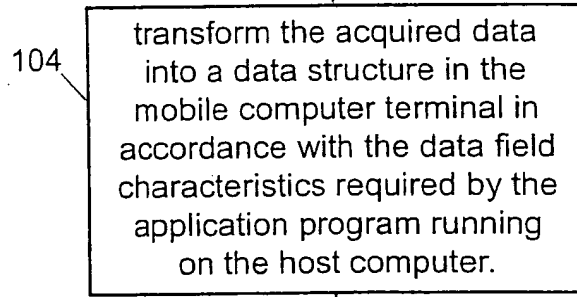 transform the acquired data
104 into a data structure in the
mobile computer terminal in
accordance with the data field
characteristics required by the
application program running
on the host computer.